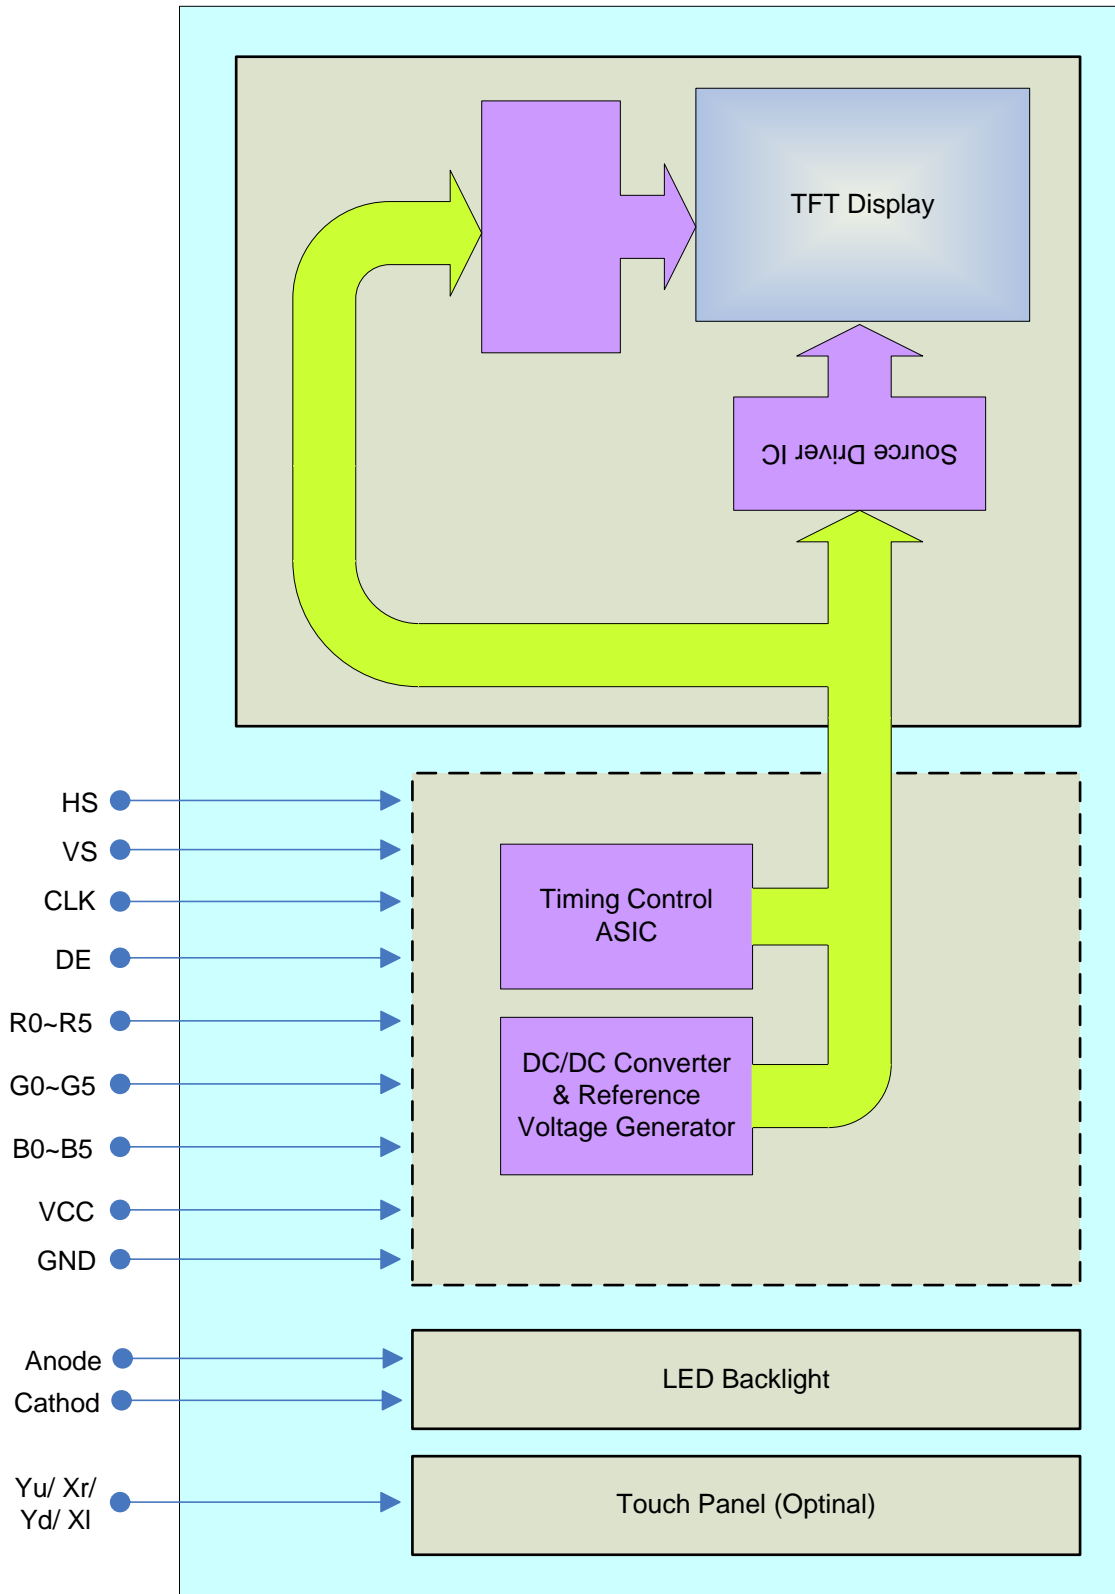 TFT Display
Source Driver IC
HS
VS
CLK
DE
R0~R5
G0~G5
B0~B5
VCC
GND
Timing Control
ASIC
DC/DC Converter
& Reference
Voltage Generator
Anode
Cathod
LED Backlight
Yu/ Xr/
Yd/ Xl
Touch Panel (Optinal)